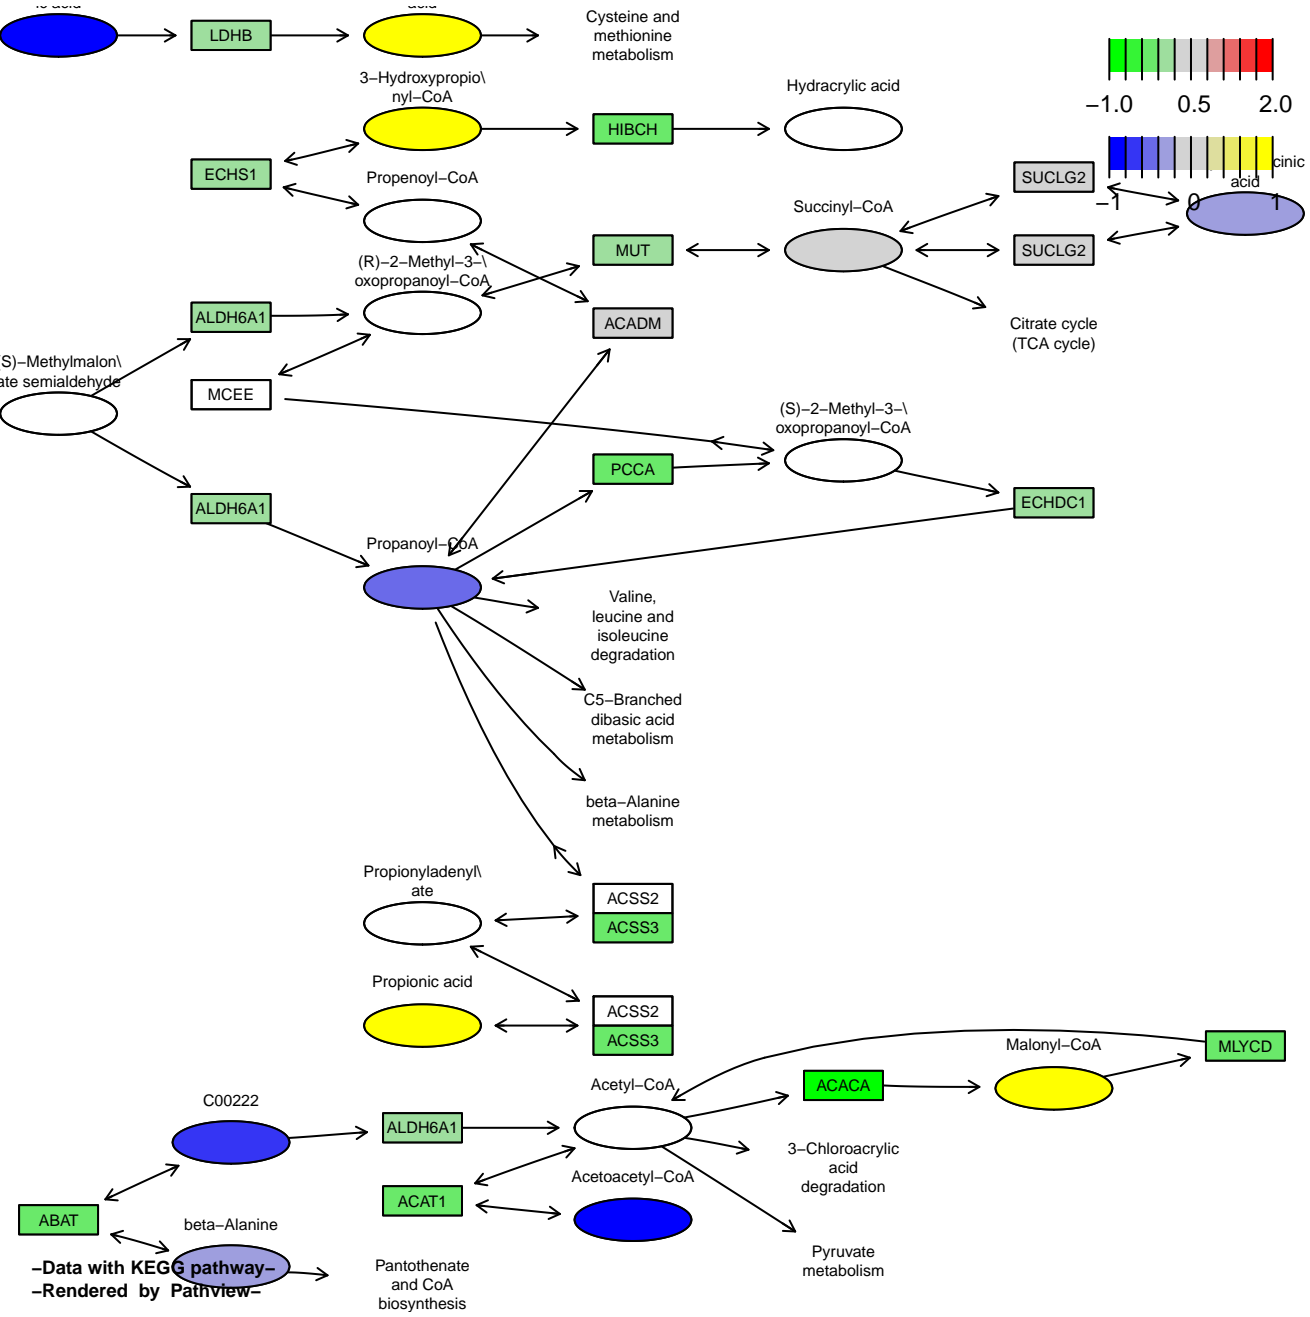 LDHB
Cysteine and
methionine
metabolism
−1.0
0.5
2.0
3−Hydroxypropio\
nyl−CoA
HIBCH
Hydracrylic acid
−1
0
1
cinic
acid
ECHS1
Propenoyl−CoA
SUCLG2
Succinyl−CoA
MUT
SUCLG2
(R)−2−Methyl−3−\
oxopropanoyl−CoA
ALDH6A1
ACADM
Citrate cycle
(TCA cycle)
S)−Methylmalon\
ate semialdehyde
MCEE
(S)−2−Methyl−3−\
oxopropanoyl−CoA
PCCA
ALDH6A1
ECHDC1
Propanoyl−CoA
Valine,
leucine and
isoleucine
degradation
C5−Branched
dibasic acid
metabolism
beta−Alanine
metabolism
Propionyladenyl\
ate
ACSS2
ACSS3
Propionic acid
ACSS2
ACSS3
Malonyl−CoA
MLYCD
Acetyl−CoA
ACACA
C00222
ALDH6A1
3−Chloroacrylic
acid
degradation
Acetoacetyl−CoA
ACAT1
ABAT
beta−Alanine
Pyruvate
metabolism
Pantothenate
and CoA
biosynthesis
−Data with KEGG pathway−
−Rendered by Pathview−